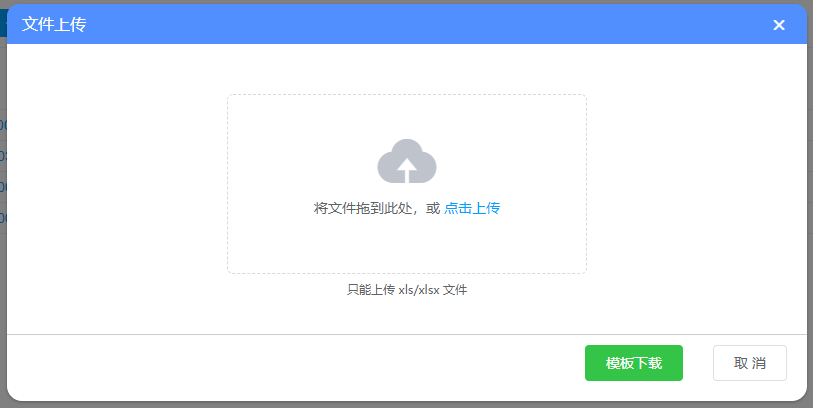 文件上传
将文件拖到此处，或 点击上传
只能上传 xls/xlsx 文件
模板下载
取 消